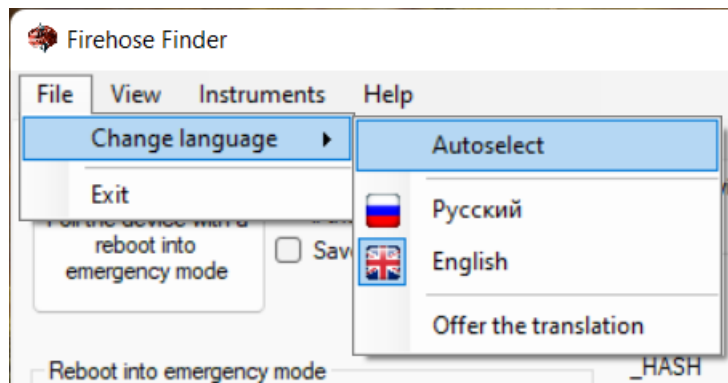 Firehose Finder
File View Instruments Help
Change language
Autoselect
Exit
Русский
English
Offer the translation
reboot into
emergency mode
Save
Reboot into emergency mode
_HASH